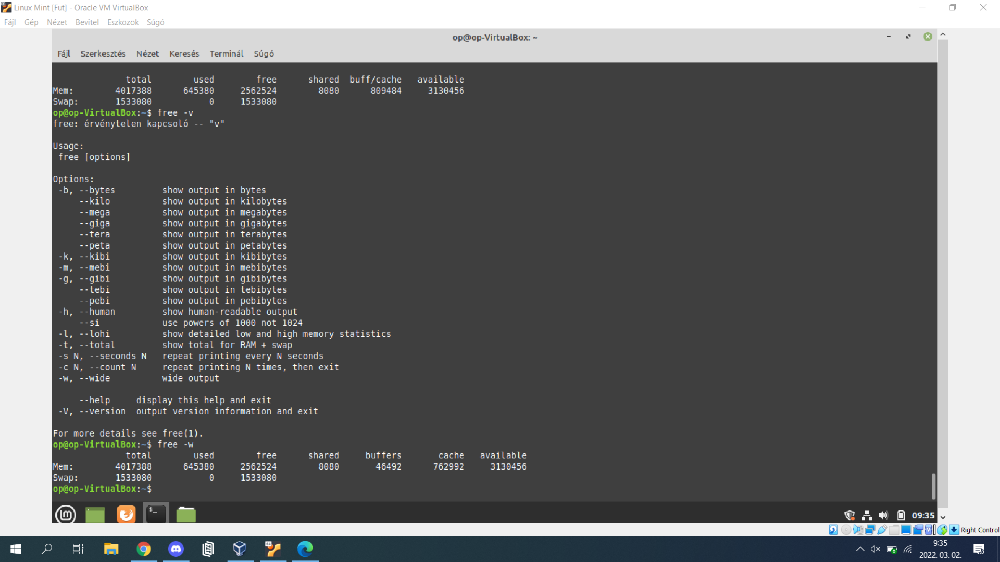 Linux Mint [Fut] - Oracle VM VirtualBox
Fájl Gép Nézet Bevitel Eszközök Súgó
op@op-VirtualBox: ~
Fájl Szerkesztés Nézet Keresés Terminál Súgó
total used free shared buff/cache available
Mem: 4017388 645380 2562524 8080 809484 3130456
Swap: 1533080 0 1533080
op@op-VirtualBox:~$ free -v
free: érvénytelen kapcsoló -- "v"
Usage:
free [options]
Options:
-b, --bytes show output in bytes
--kilo show output in kilobytes
--mega show output in megabytes
--giga show output in gigabytes
--tera show output in terabytes
--peta show output in petabytes
-k, --kibi show output in kibibytes
-m, --mebi show output in mebibytes
-g, --gibi show output in gibibytes
--tebi show output in tebibytes
--pebi show output in pebibytes
-h, --human show human-readable output
--si use powers of 1000 not 1024
-l, --lohi show detailed low and high memory statistics
-t, --total show total for RAM + swap
-s N, --seconds N repeat printing every N seconds
-c N, --count N repeat printing N times, then exit
-w, --wide wide output
--help display this help and exit
-V, --version output version information and exit
For more details see free(1).
op@op-VirtualBox:~$ free -w
total used free shared buffers cache available
Mem: 4017388 645380 2562524 8080 46492 762992 3130456
Swap: 1533080 0 1533080
op@op-VirtualBox:~$
09:35
Right Control
9:35
2022. 03. 02.